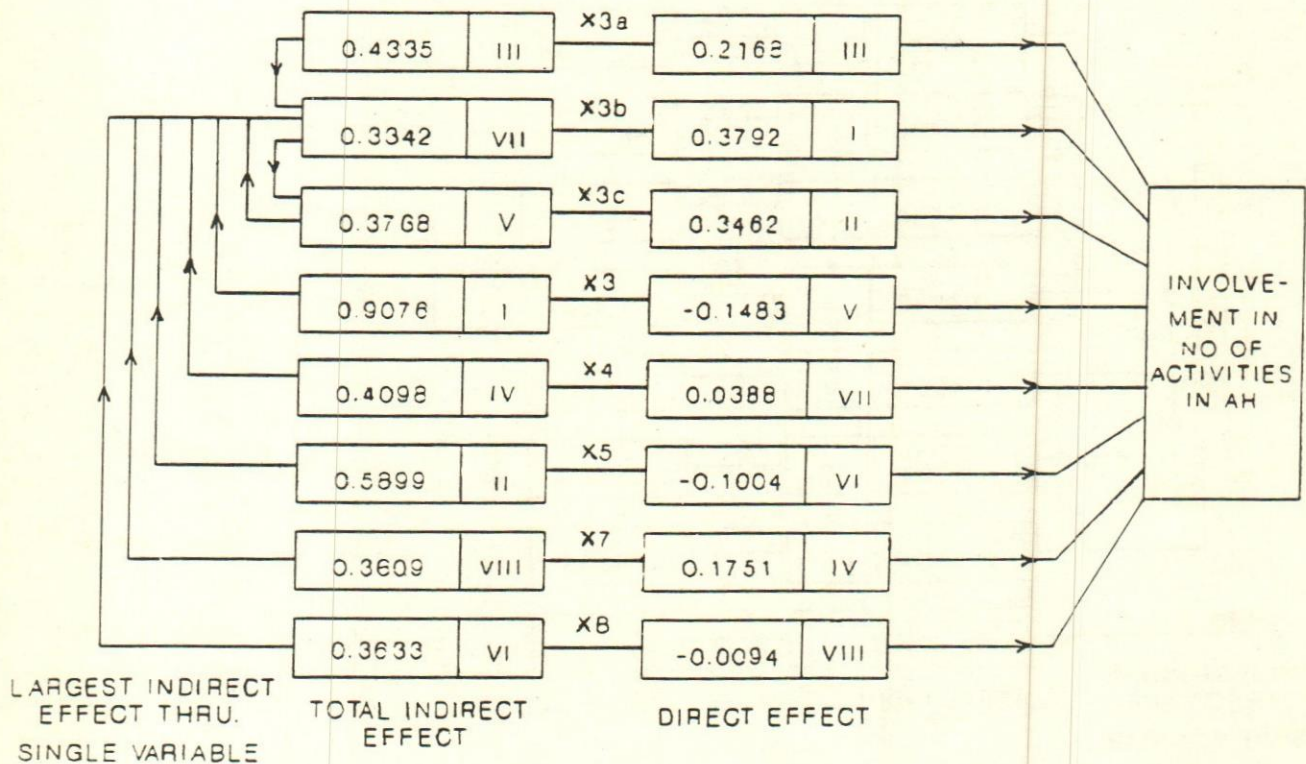 X3a
0.4335 III 0.2168 III
X3b
0.3342 VII 0.3792 I
X3c
0.3768 V 0.3462 II
X3
0.9076 I -0.1483 V
X4
0.4098 IV 0.0388 VII
X5
0.5899 II -0.1004 VI
X7
0.3609 VIII 0.1751 IV
X8
0.3633 VI -0.0094 VIII
INVOLVE-
MENT IN
NO OF
ACTIVITIES
IN AH
LARGEST INDIRECT
EFFECT THRU.
SINGLE VARIABLE
TOTAL INDIRECT
EFFECT
DIRECT EFFECT